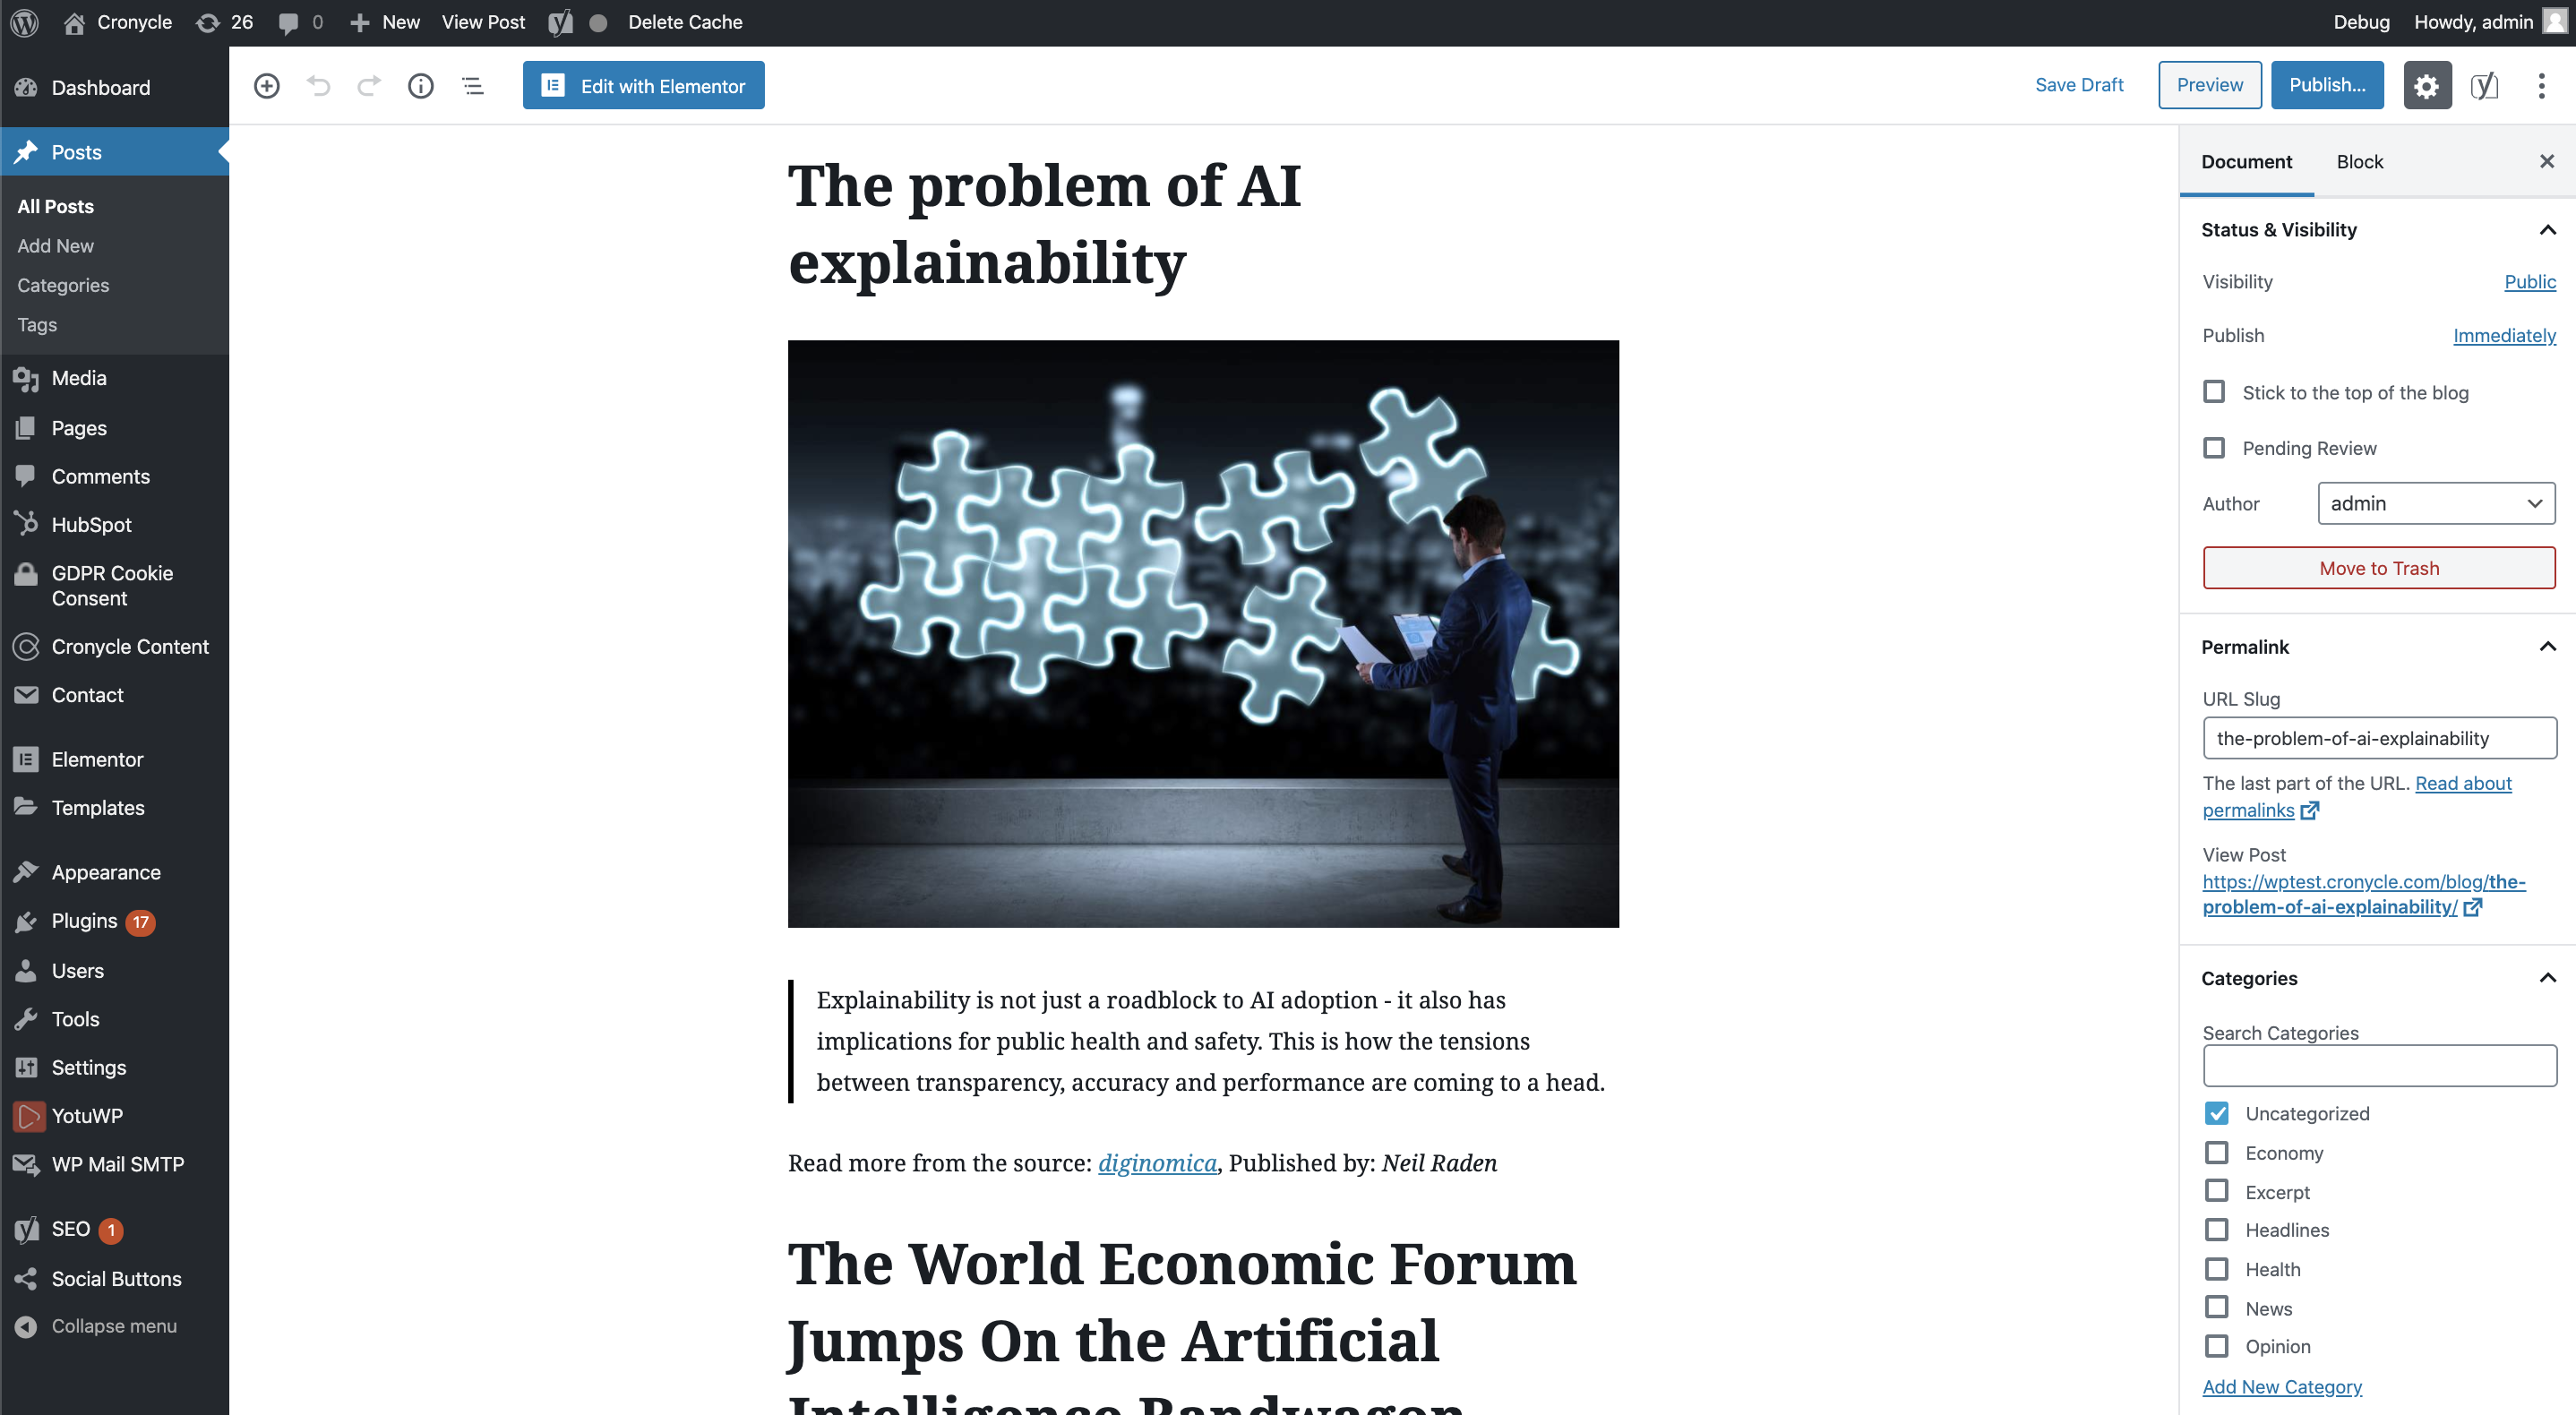 Cronycle 26 0 New View Post Delete Cache Debug Howdy, admin
Dashboard
Posts
All Posts
Add New
Categories
Tags
Media
Pages
Comments
HubSpot
GDPR Cookie
Consent
Cronycle Content
Contact
Elementor
Templates
Appearance
Plugins 17
Users
Tools
Settings
YotuWP
WP Mail SMTP
SEO 1
Social Buttons
Collapse menu
Edit with Elementor
Save Draft Preview Publish...
The problem of AI
explainability
Explainability is not just a roadblock to AI adoption - it also has
implications for public health and safety. This is how the tensions
between transparency, accuracy and performance are coming to a head.
Read more from the source: diginomica, Published by: Neil Raden
The World Economic Forum
Jumps On the Artificial
Intelligence Bandwagon
Document Block
Status & Visibility
Visibility Public
Publish Immediately
Stick to the top of the blog
Pending Review
Author admin
Move to Trash
Permalink
URL Slug
the-problem-of-ai-explainability
The last part of the URL. Read about
permalinks
View Post
https://wptest.cronycle.com/blog/the-
problem-of-ai-explainability/
Categories
Search Categories
Uncategorized
Economy
Excerpt
Headlines
Health
News
Opinion
Add New Category